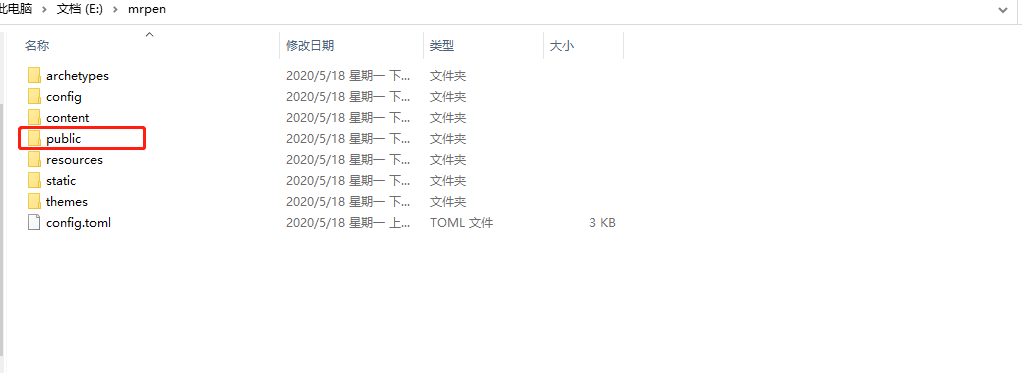 此电脑 > 文档 (E:) > mrpen
名称 修改日期 类型 大小
archetypes 2020/5/18 星期一 下... 文件夹
config 2020/5/18 星期一 下... 文件夹
content 2020/5/18 星期一 下... 文件夹
public 2020/5/18 星期一 下... 文件夹
resources 2020/5/18 星期一 下... 文件夹
static 2020/5/18 星期一 下... 文件夹
themes 2020/5/18 星期一 下... 文件夹
config.toml 2020/5/18 星期一 上... TOML 文件 3 KB